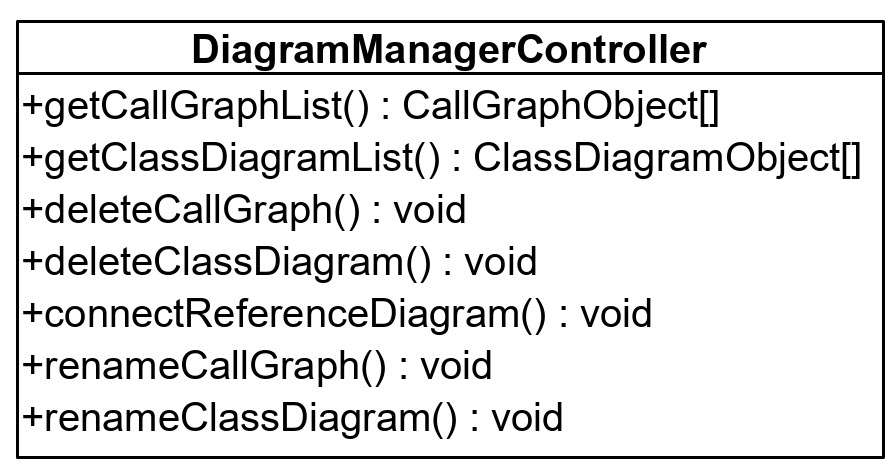 DiagramManagerController
+getCallGraphList() : CallGraphObject[]
+getClassDiagramList() : ClassDiagramObject[]
+deleteCallGraph() : void
+deleteClassDiagram() : void
+connectReferenceDiagram() : void
+renameCallGraph() : void
+renameClassDiagram() : void